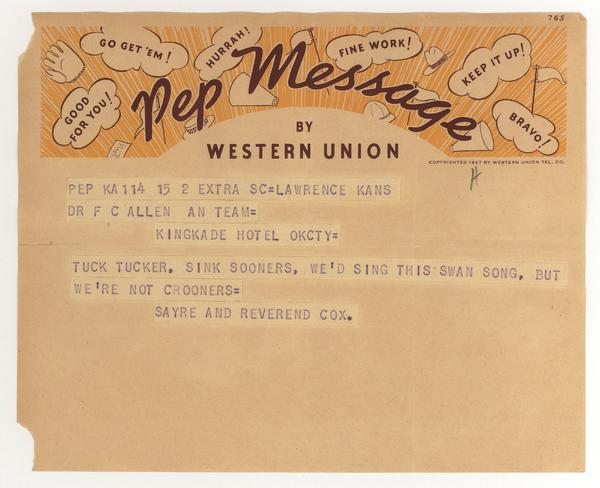 765
GO GET 'EM!
HURRAH!
FINE WORK!
KEEP IT UP!
GOOD FOR YOU!
BRAVO!
Pep Message
BY
WESTERN UNION
COPYRIGHTED 1937 BY WESTERN UNION TEL. CO.
H
PEP KA114 15 2 EXTRA SC=LAWRENCE KANS
DR F C ALLEN AN TEAM=
KINGKADE HOTEL OKCTY=
TUCK TUCKER, SINK SOONERS, WE'D SING THIS SWAN SONG, BUT
WE'RE NOT CROONERS=
SAYRE AND REVEREND COX.